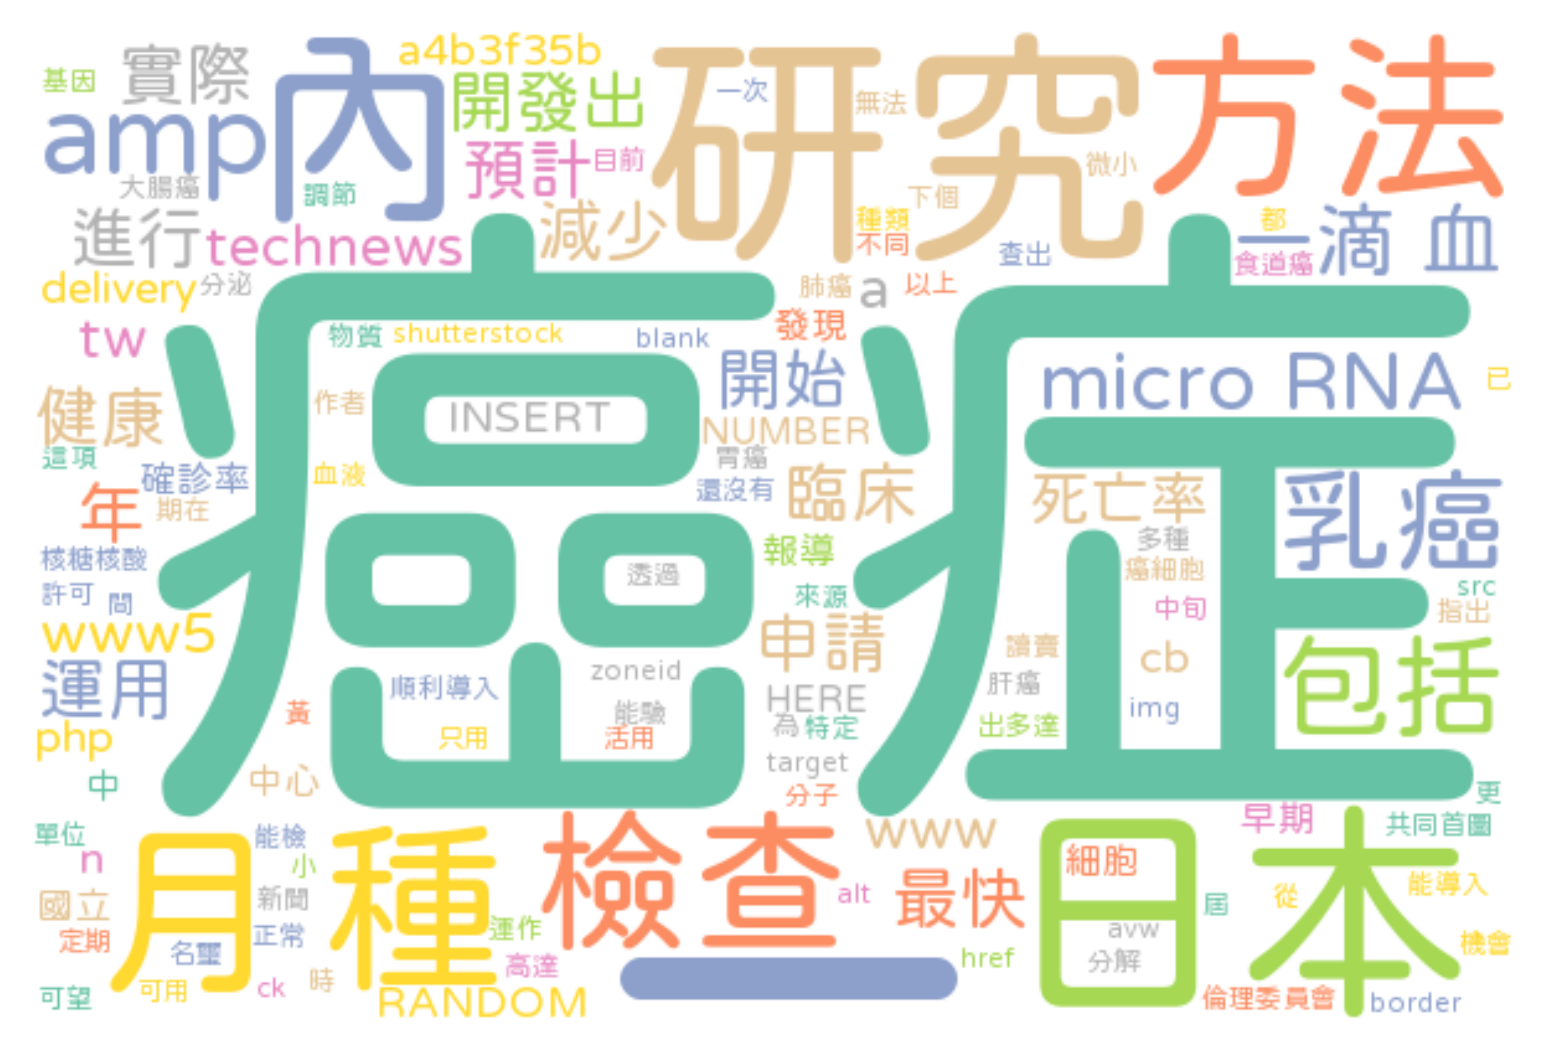 基因
實際
a4b3f35b
內
研究
方法
一次
無法
開發出
amp
預計
目前
微小
大腸癌
調節
下個
減少
種類
不同
都
一滴
血
進行
technews
查出
食道癌
delivery
分泌
肺癌
a
以上
癌症
tw
物質
shutterstock
blank
發現
開始
micro RNA
已
健康
作者
INSERT
NUMBER
這項
確診率
血液
胃癌
還沒有
臨床
死亡率
乳癌
年
期在
多種
癌細胞
核糖核酸
報導
透過
來源
中旬
src
指出
許可
間
www5
申請
讀賣
cb
包括
運用
順利導入
zoneid
HERE
肝癌
img
黃
能驗
為
特定
出多達
php
只用
活用
target
中
中心
分子
更
單位
能檢
月
種
檢查
www
日本
早期
共同首圖
n
小
細胞
alt
最快
從
能導入
國立
新聞
屆
定期
正常
運作
avw
名璽
高達
href
分解
機會
可望
可用
ck
時
RANDOM
一
倫理委員會
border